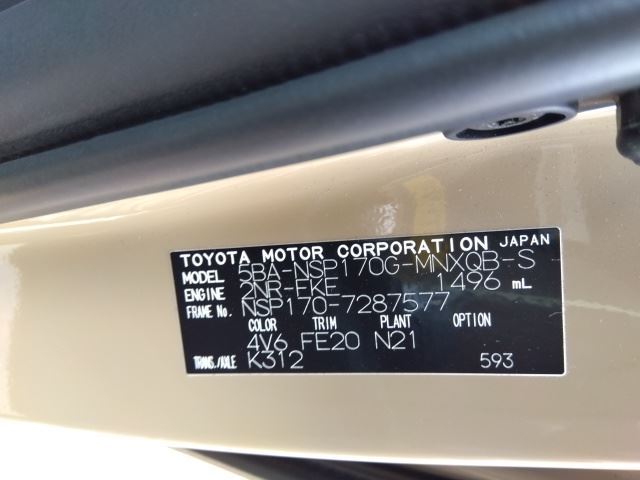 TOYOTA MOTOR CORPORATION JAPAN
MODEL 5BA-NSP170G-MNXQB-S
ENGINE 2NR-FKE 1496 mL
FRAME No. NSP170-7287577
COLOR TRIM PLANT OPTION
4V6 FE20 N21
TRANS./AXLE K312 593